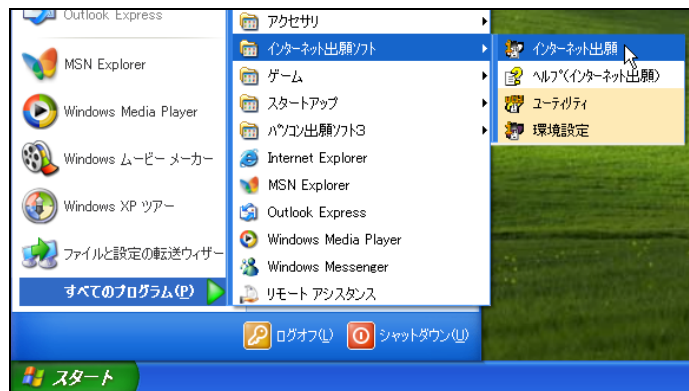 Outlook Express
MSN Explorer
Windows Media Player
Windows ムービー メーカー
Windows XP ツアー
ファイルと設定の転送ウィザー
すべてのプログラム(P)
アクセサリ
インターネット出願ソフト
ゲーム
スタートアップ
パソコン出願ソフト3
Internet Explorer
MSN Explorer
Outlook Express
Windows Media Player
Windows Messenger
リモート アシスタンス
インターネット出願
ヘルプ(インターネット出願)
ユーティリティ
環境設定
ログオフ(L)
シャットダウン(U)
スタート